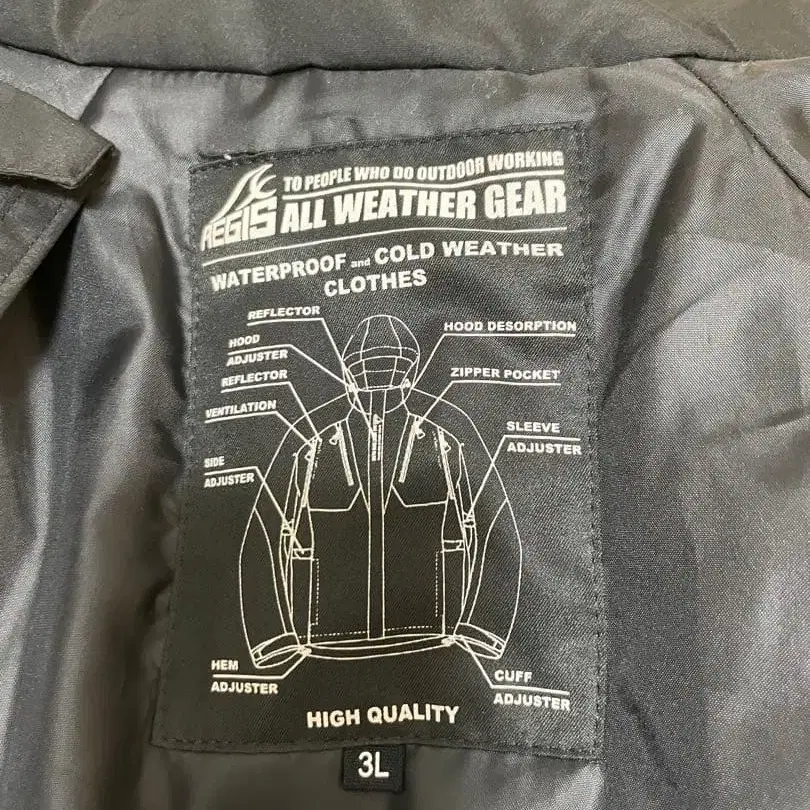 TO PEOPLE WHO DO OUTDOOR WORKING
AEGIS ALL WEATHER GEAR
WATERPROOF and COLD WEATHER
CLOTHES
REFLECTOR
HOOD
ADJUSTER
REFLECTOR
VENTILATION
SIDE
ADJUSTER
HOOD DESORPTION
ZIPPER POCKET
SLEEVE
ADJUSTER
HEM
ADJUSTER
CUFF
ADJUSTER
HIGH QUALITY
3L